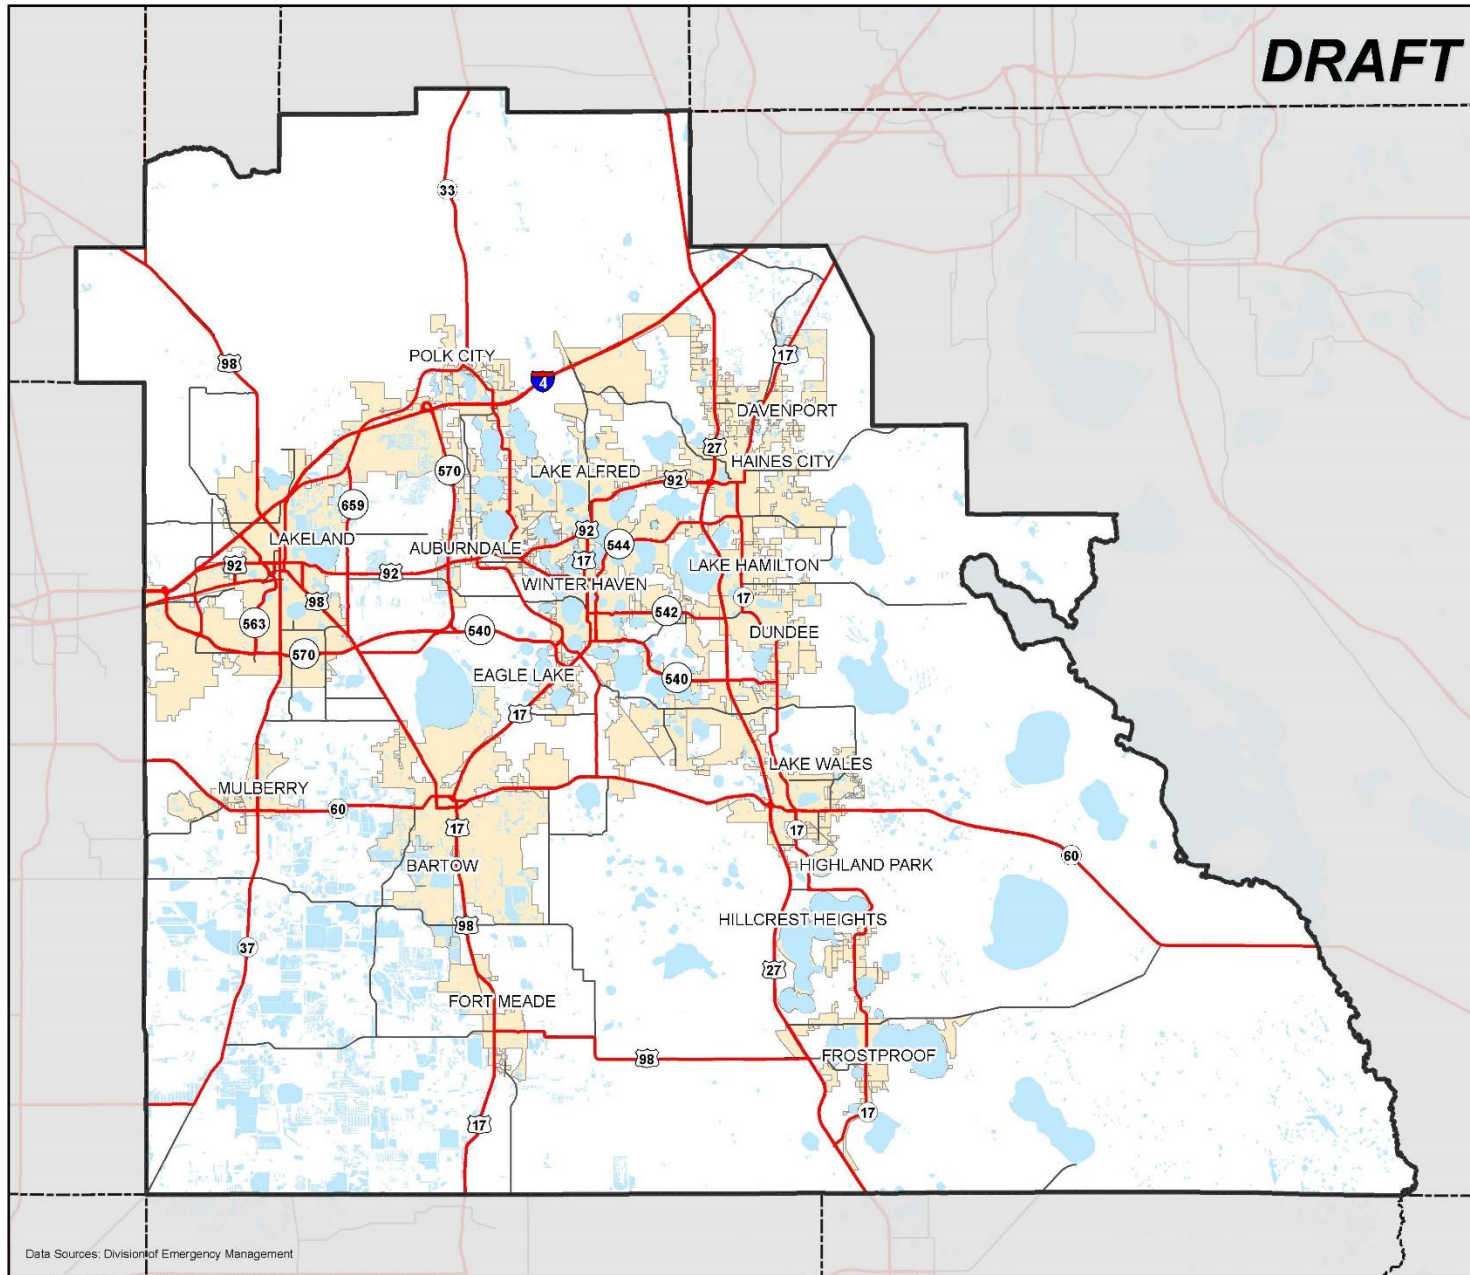 DRAFT
33
98
POLK CITY
17
4
DAVENPORT
27
HAINES CITY
570
LAKE ALFRED
92
659
92
LAKELAND
544
AUBURNDALE
17
92
92
LAKE HAMILTON
WINTER HAVEN
98
17
542
563
540
DUNDEE
570
EAGLE LAKE
540
17
LAKE WALES
MULBERRY
60
17
17
60
BARTOW
HIGHLAND PARK
HILLCREST HEIGHTS
98
37
27
FORT MEADE
98
FROSTPROOF
17
17
Data Sources: Division of Emergency Management